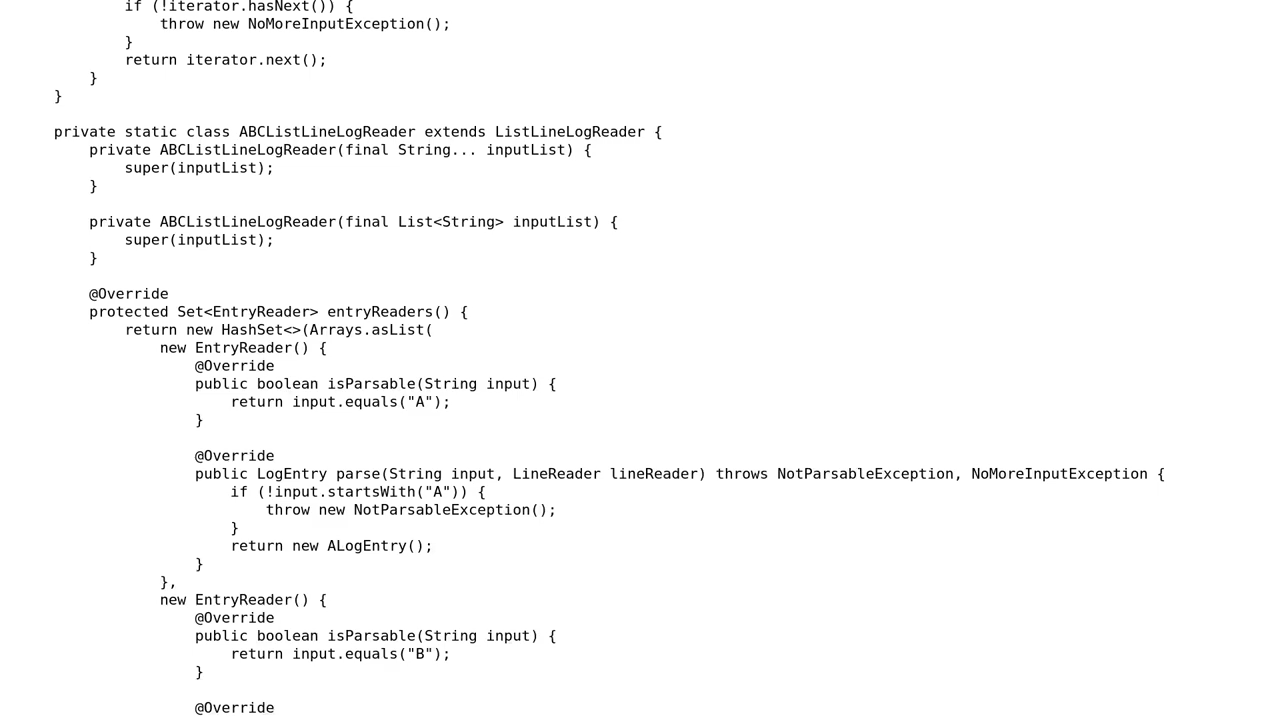 if (!iterator.hasNext()) {
throw new NoMoreInputException();
}
return iterator.next();
}
}
private static class ABCListLineLogReader extends ListLineLogReader {
private ABCListLineLogReader(final String... inputList) {
super(inputList);
}
private ABCListLineLogReader(final List<String> inputList) {
super(inputList);
}
@Override
protected Set<EntryReader> entryReaders() {
return new HashSet<>(Arrays.asList(
new EntryReader() {
@Override
public boolean isParsable(String input) {
return input.equals("A");
}
@Override
public LogEntry parse(String input, LineReader lineReader) throws NotParsableException, NoMoreInputException {
if (!input.startsWith("A")) {
throw new NotParsableException();
}
return new ALogEntry();
}
},
new EntryReader() {
@Override
public boolean isParsable(String input) {
return input.equals("B");
}
@Override